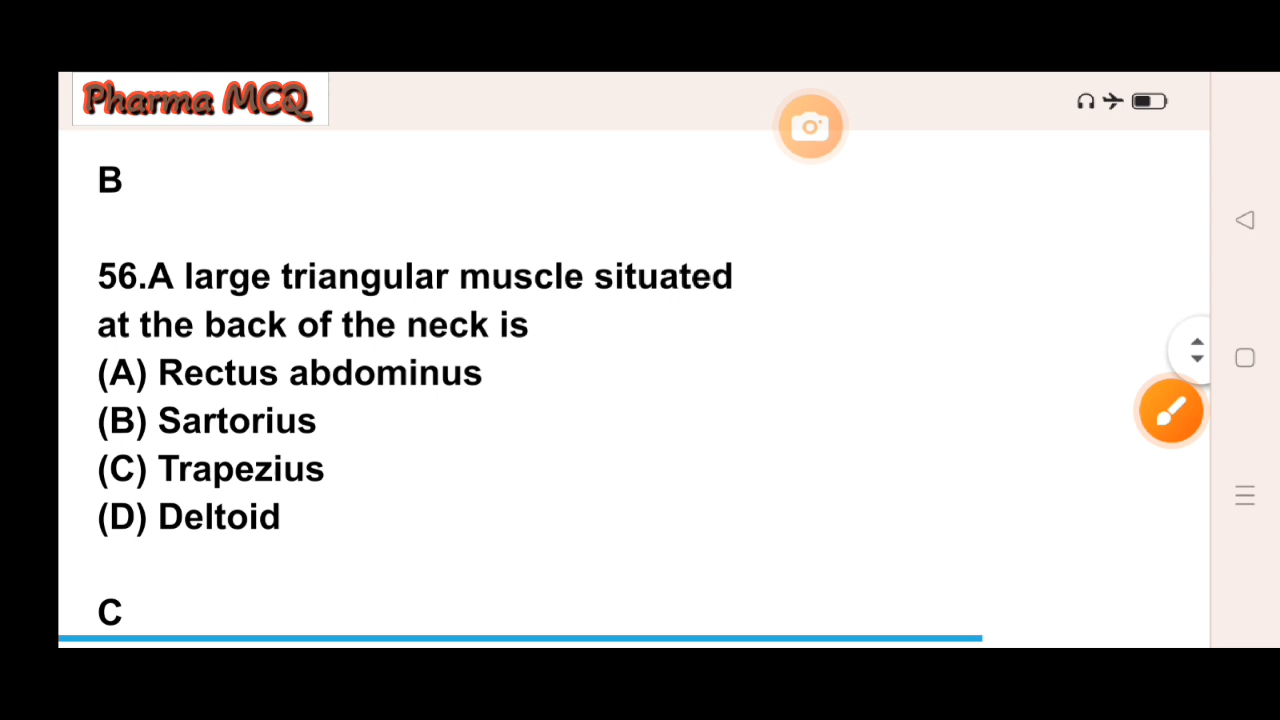 Pharma MCQ
B
56.A large triangular muscle situated
at the back of the neck is
(A) Rectus abdominus
(B) Sartorius
(C) Trapezius
(D) Deltoid
C